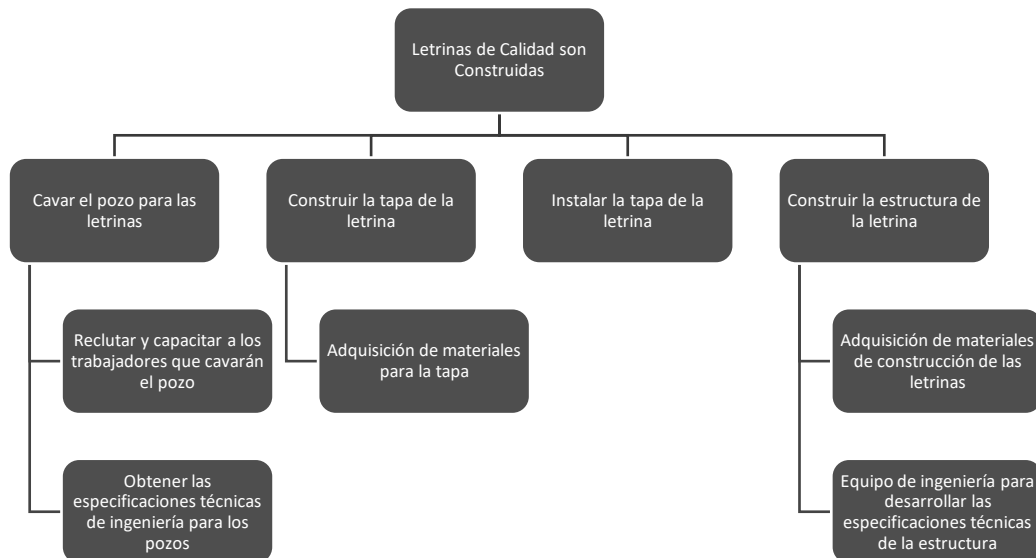 Letrinas de Calidad son
Construidas
Cavar el pozo para las
letrinas
Construir la tapa de la
letrina
Instalar la tapa de la
letrina
Construir la estructura de
la letrina
Reclutar y capacitar a los
trabajadores que cavarán
el pozo
Adquisición de materiales
para la tapa
Adquisición de materiales
de construcción de las
letrinas
Obtener las
especificaciones técnicas
de ingeniería para los
pozos
Equipo de ingeniería para
desarrollar las
especificaciones técnicas
de la estructura